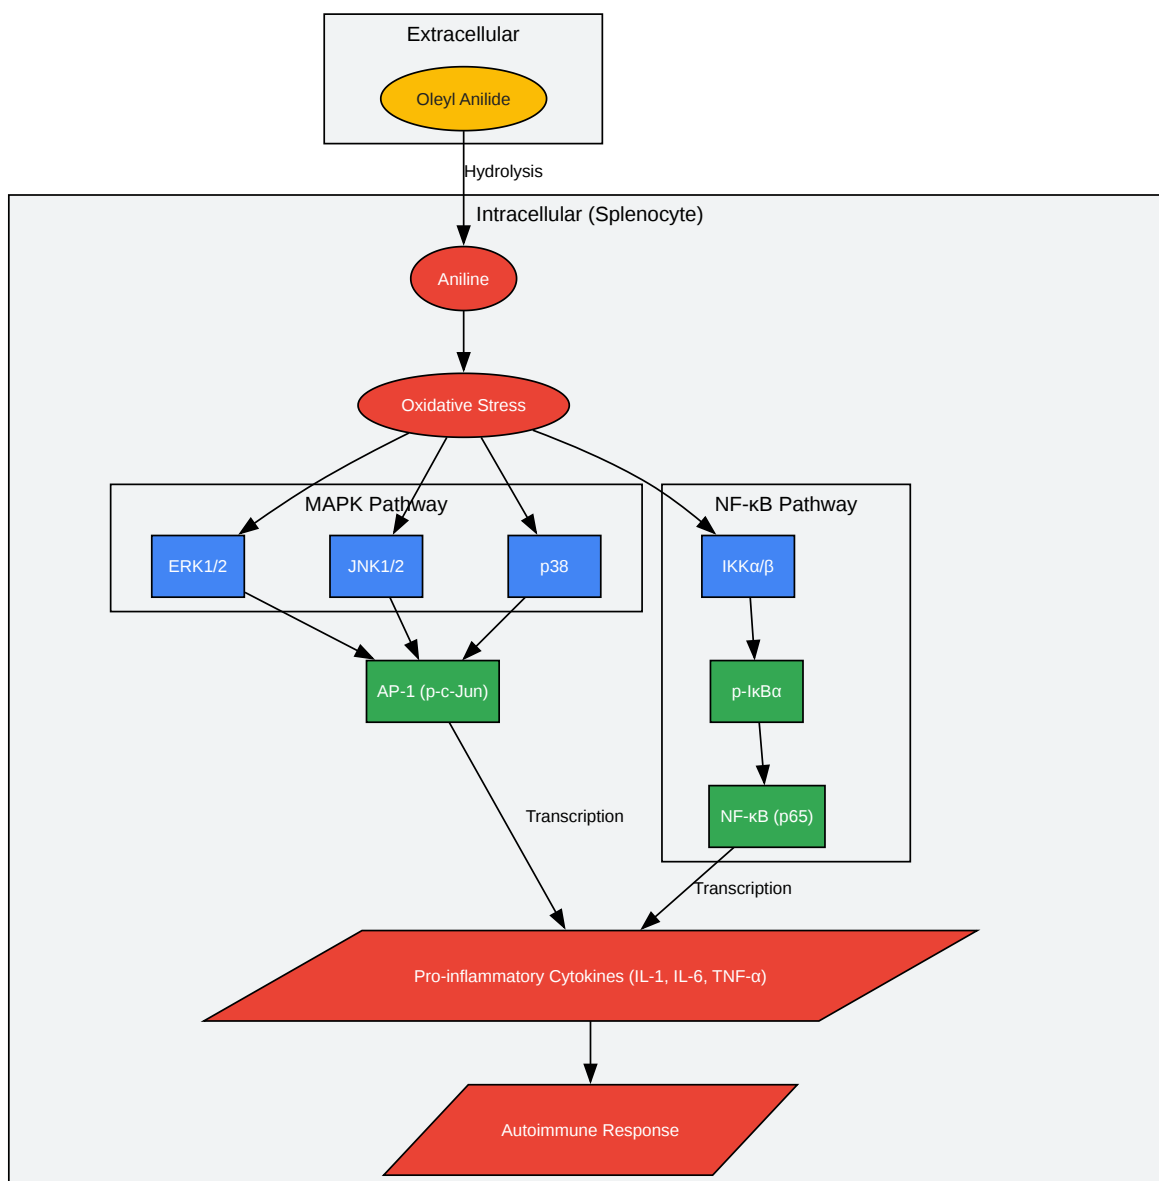 Extracellular
Oleyl Anilide
Hydrolysis
Intracellular (Splenocyte)
Aniline
Oxidative Stress
MAPK Pathway
NF-κB Pathway
ERK1/2
JNK1/2
p38
IKKα/β
AP-1 (p-c-Jun)
p-IκBα
Transcription
NF-κB (p65)
Transcription
Pro-inflammatory Cytokines (IL-1, IL-6, TNF-α)
Autoimmune Response